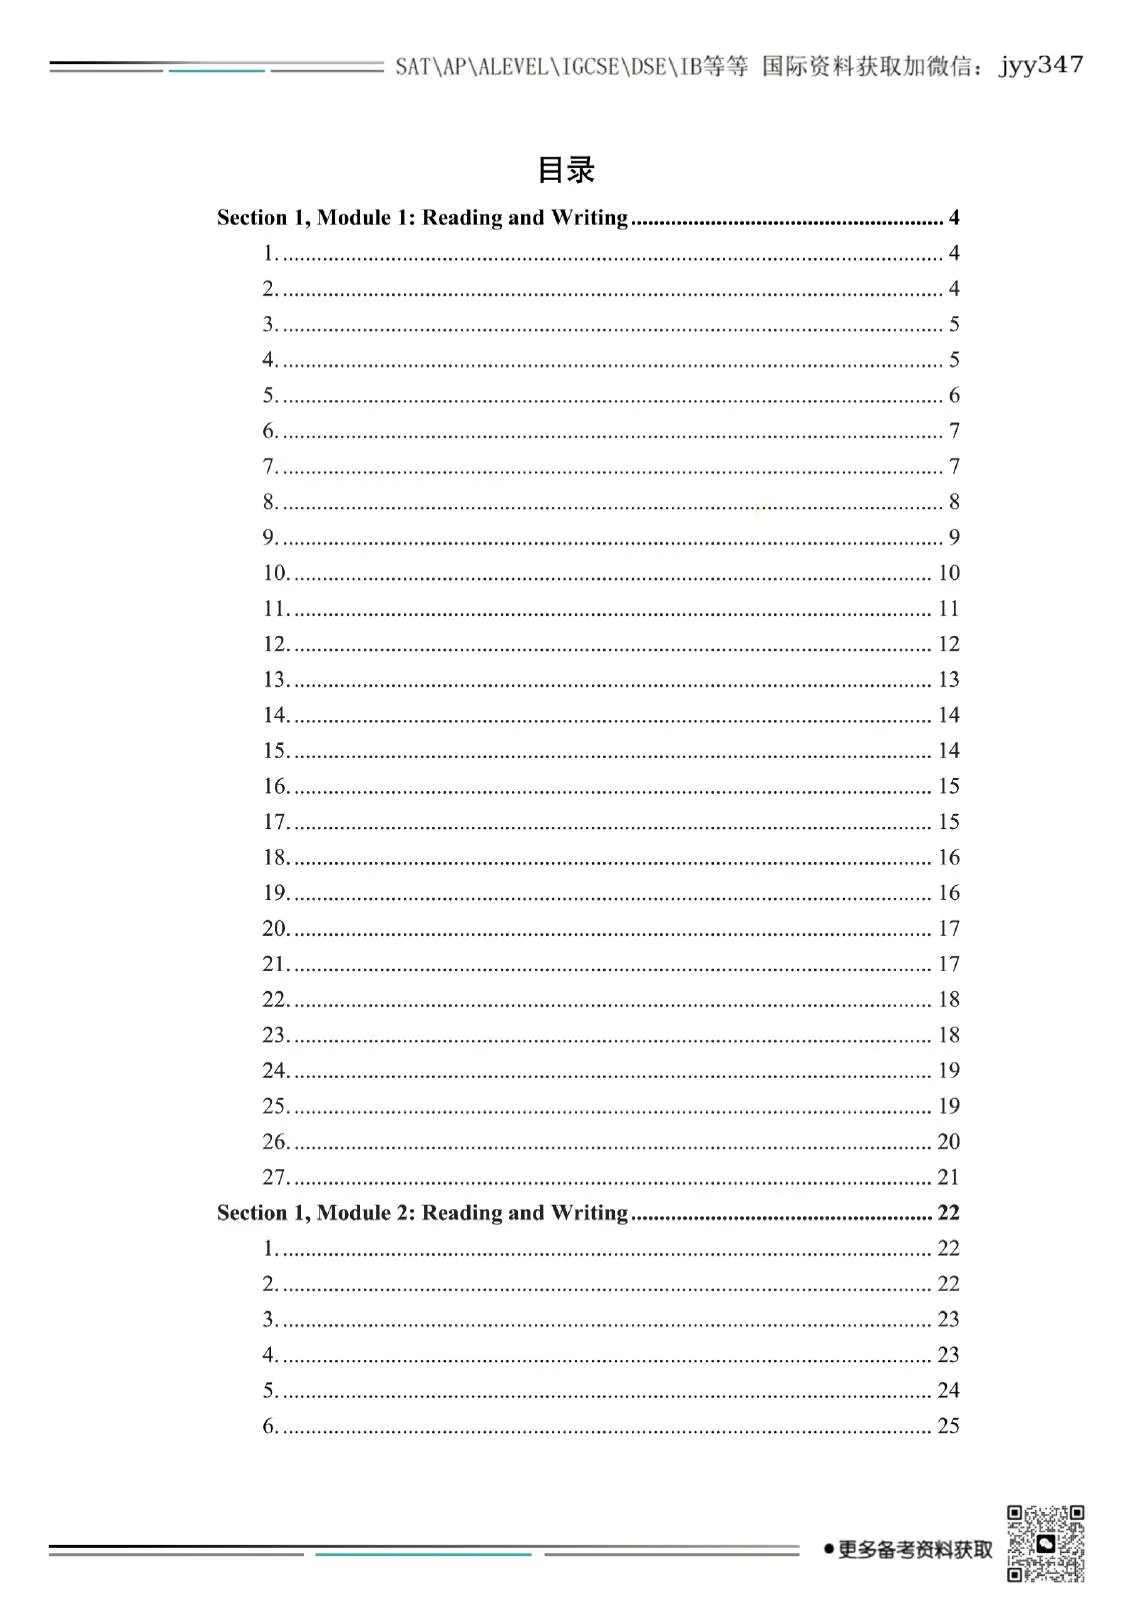 SAT\AP\ALEVEL\IGCSE\DSE\IB等等 国际资料获取加微信：jyy347
目录
Section 1, Module 1: Reading and Writing ........ 4
1. ........ 4
2. ........ 4
3. ........ 5
4. ........ 5
5. ........ 6
6. ........ 7
7. ........ 7
8. ........ 8
9. ........ 9
10. ........ 10
11. ........ 11
12. ........ 12
13. ........ 13
14. ........ 14
15. ........ 14
16. ........ 15
17. ........ 15
18. ........ 16
19. ........ 16
20. ........ 17
21. ........ 17
22. ........ 18
23. ........ 18
24. ........ 19
25. ........ 19
26. ........ 20
27. ........ 21
Section 1, Module 2: Reading and Writing ........ 22
1. ........ 22
2. ........ 22
3. ........ 23
4. ........ 23
5. ........ 24
6. ........ 25
●更多备考资料获取